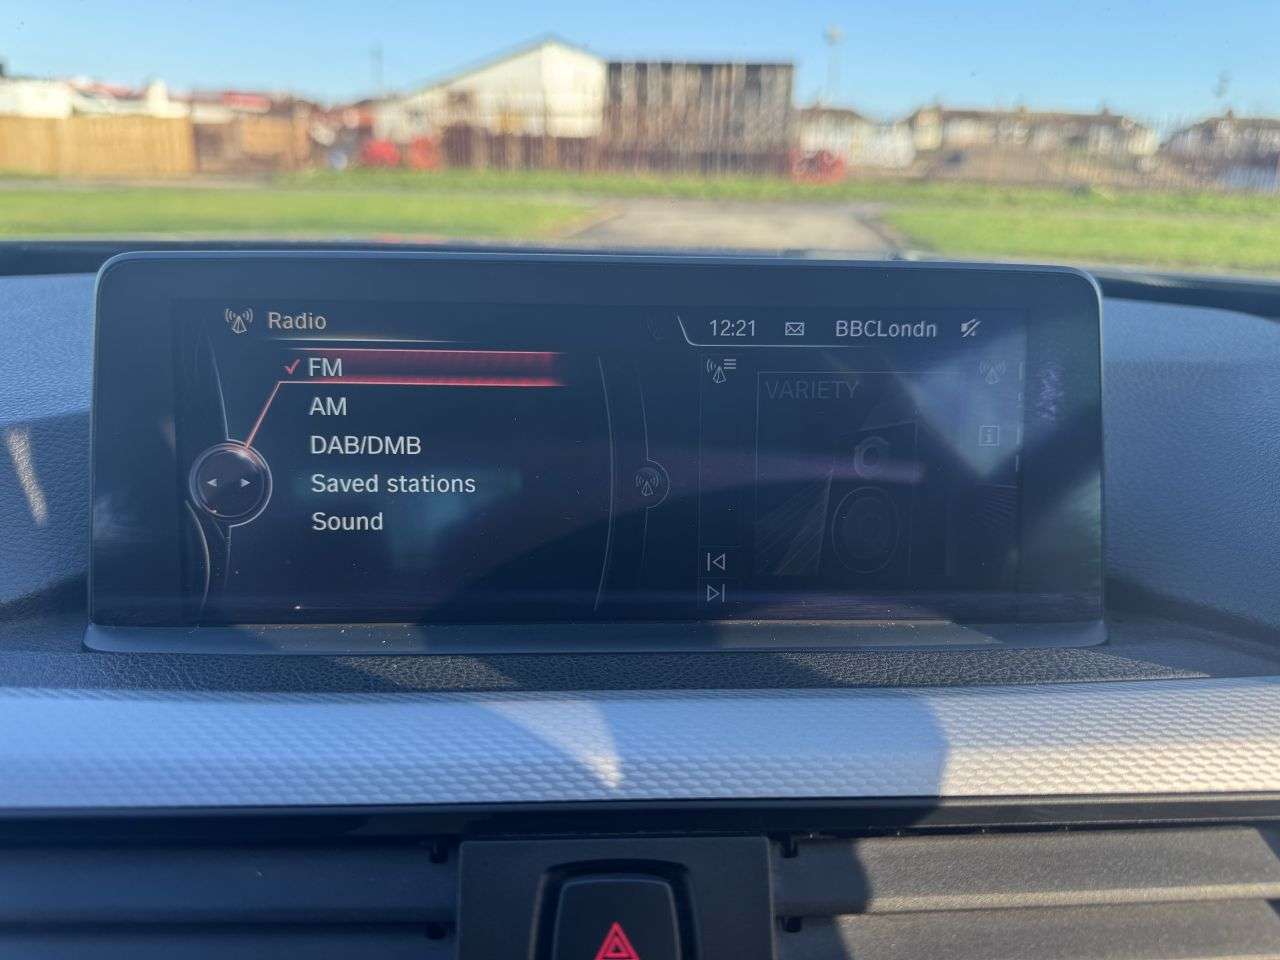 Radio
12:21 BBCLondn
FM
AM
DAB/DMB
Saved stations
Sound
VARIETY